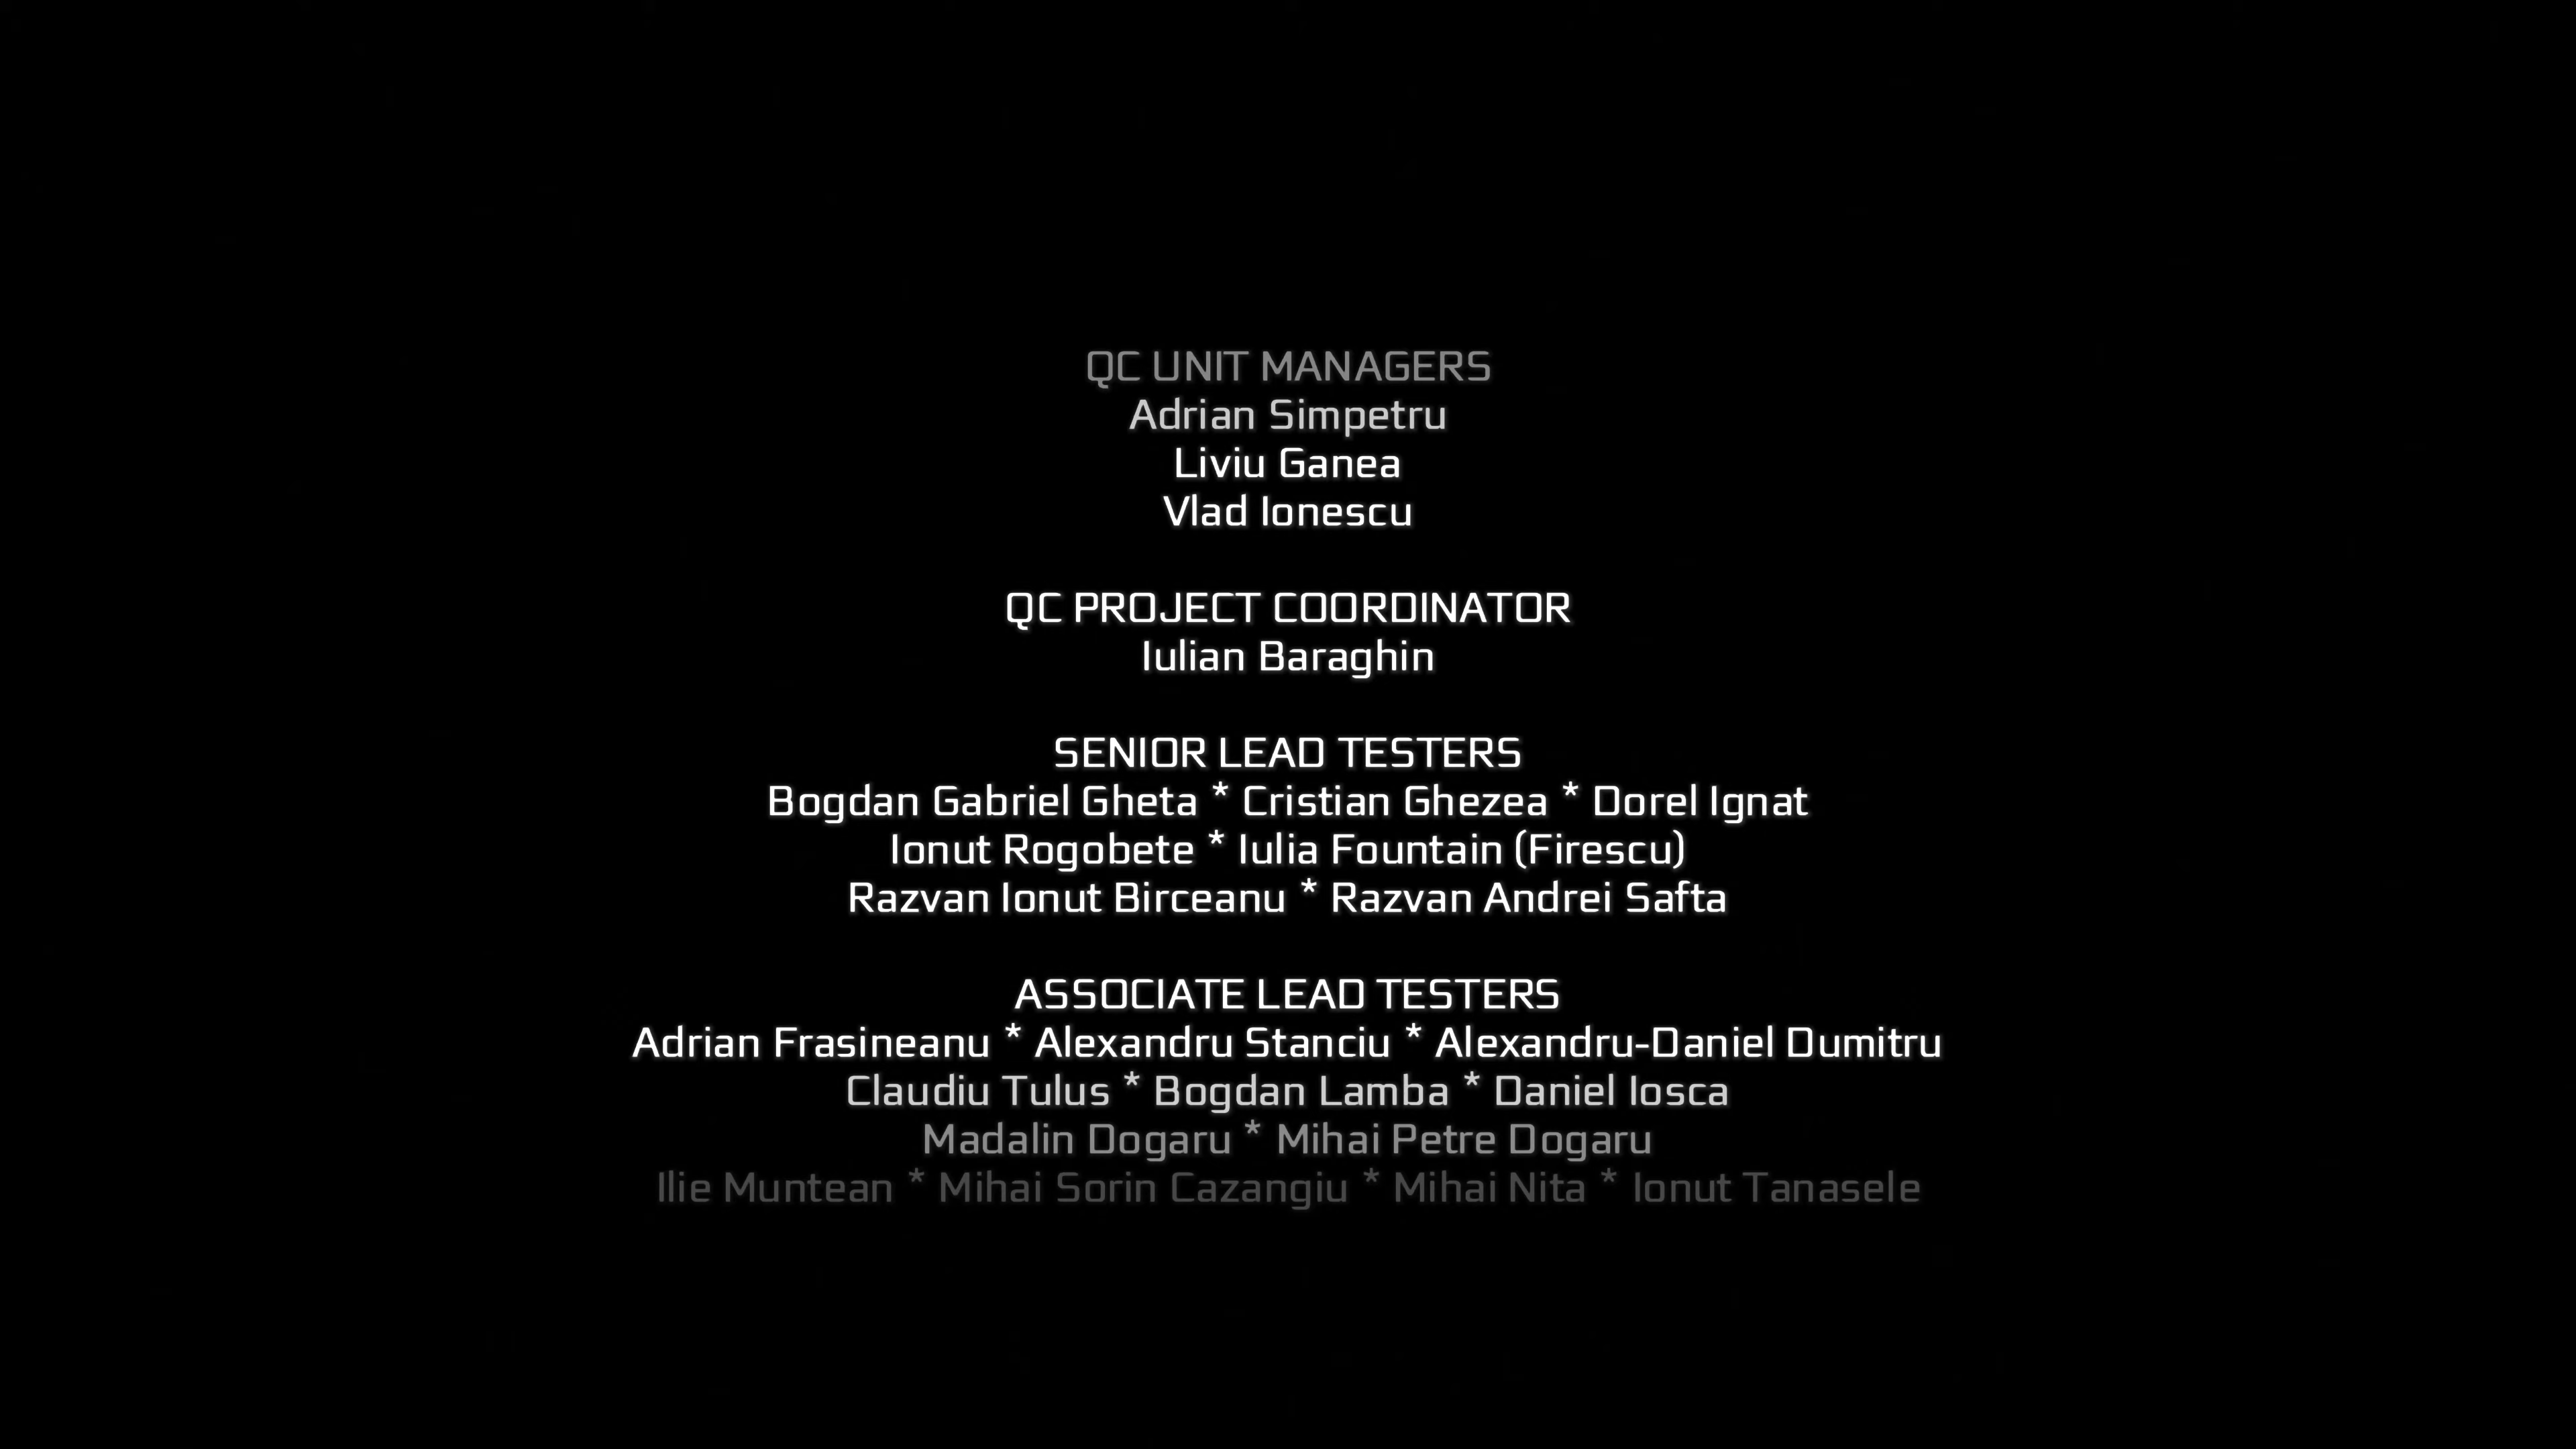 QC UNIT MANAGERS
Adrian Simpetru
Liviu Ganea
Vlad Ionescu
QC PROJECT COORDINATOR
Iulian Baraghin
SENIOR LEAD TESTERS
Bogdan Gabriel Gheta * Cristian Ghezea * Dorel Ignat
Ionut Rogobete * Iulia Fountain (Firescu)
Razvan Ionut Birceanu * Razvan Andrei Safta
ASSOCIATE LEAD TESTERS
Adrian Frasineanu * Alexandru Stanciu * Alexandru-Daniel Dumitru
Claudiu Tulus * Bogdan Lamba * Daniel Iosca
Madalin Dogaru * Mihai Petre Dogaru
Ilie Muntean * Mihai Sorin Cazangiu * Mihai Nita * Ionut Tanasele